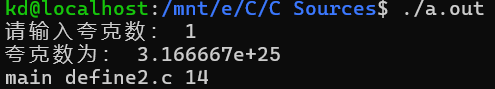 kd@localhost:/mnt/e/C/C Sources$ ./a.out
请输入夸克数： 1
夸克数为： 3.166667e+25
main define2.c 14